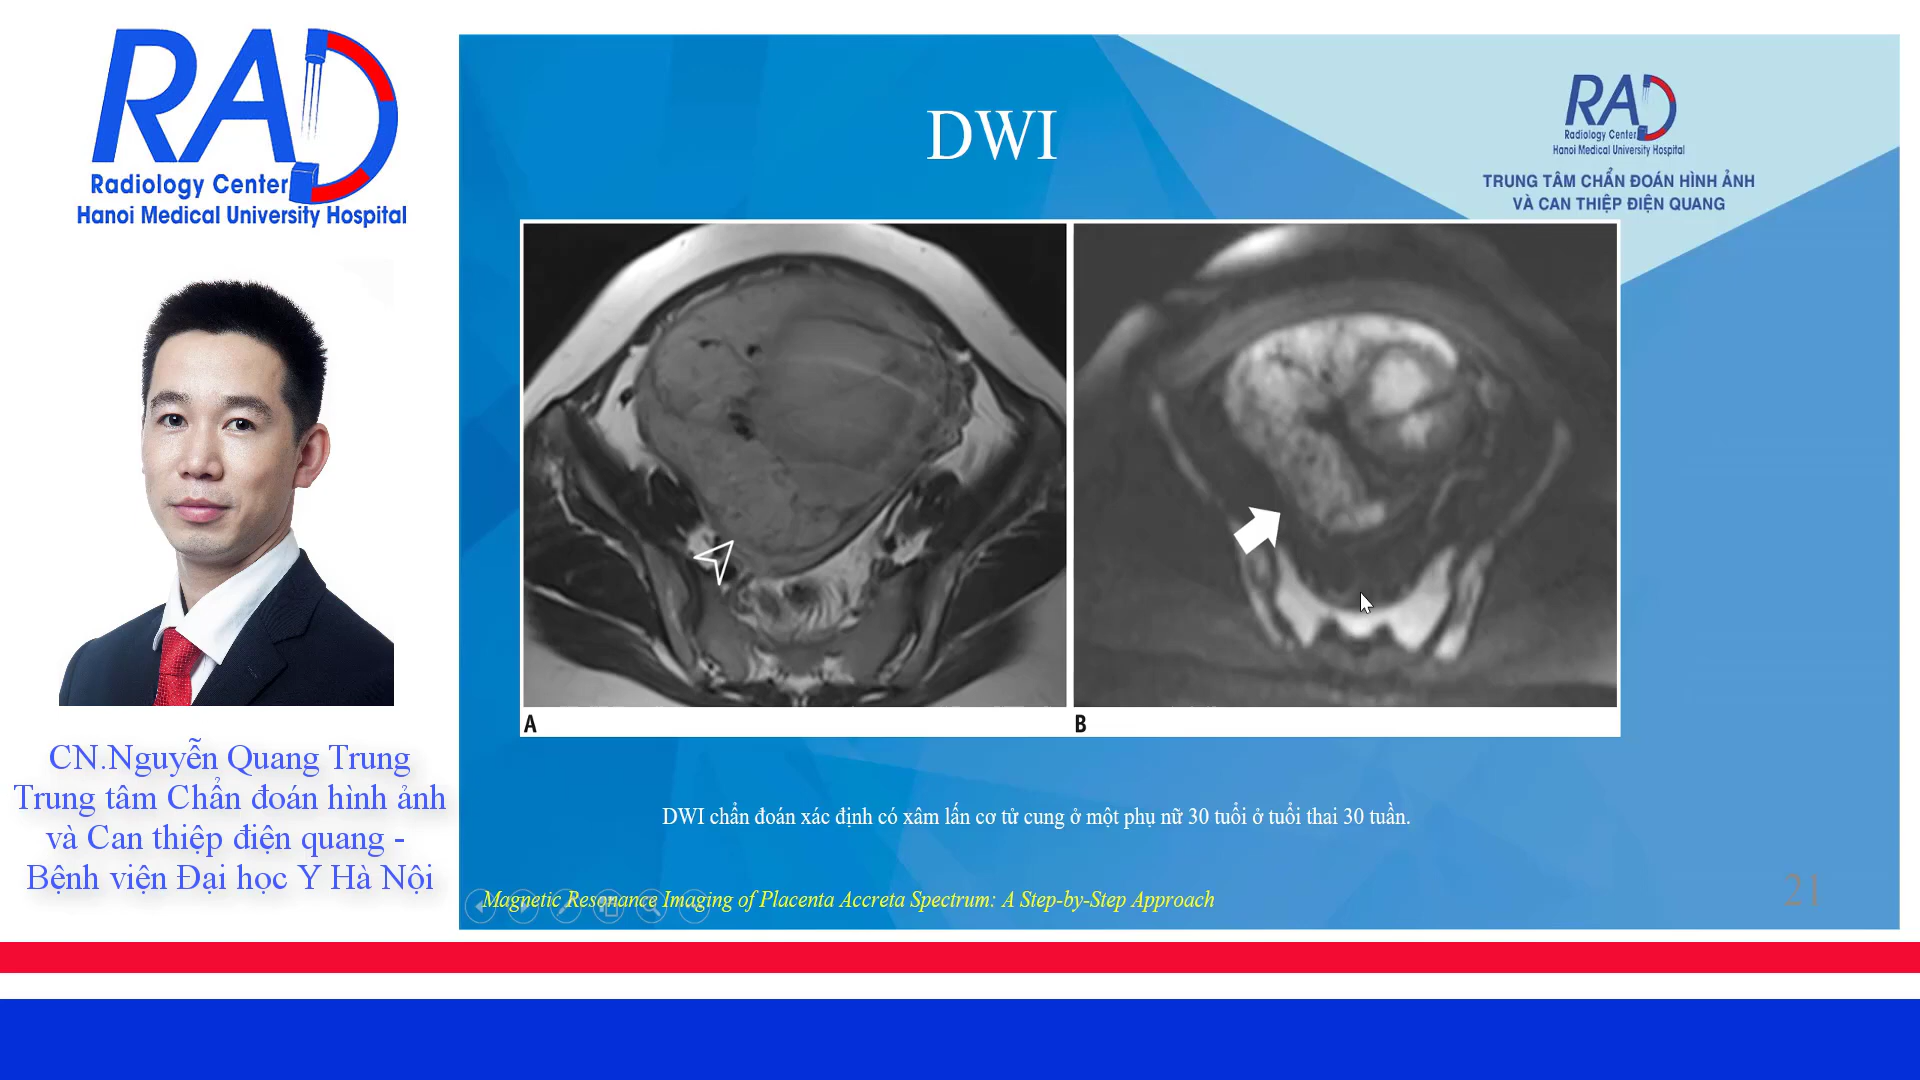 RAD
Radiology Center
Hanoi Medical University Hospital
CN.Nguyễn Quang Trung
Trung tâm Chẩn đoán hình ảnh
và Can thiệp điện quang -
Bệnh viện Đại học Y Hà Nội
DWI
RAD
Radiology Center
Hanoi Medical University Hospital
TRUNG TÂM CHẨN ĐOÁN HÌNH ẢNH
VÀ CAN THIỆP ĐIỆN QUANG
A
B
DWI chẩn đoán xác định có xâm lấn cơ tử cung ở một phụ nữ 30 tuổi ở tuổi thai 30 tuần.
Magnetic Resonance Imaging of Placenta Accreta Spectrum: A Step-by-Step Approach
21